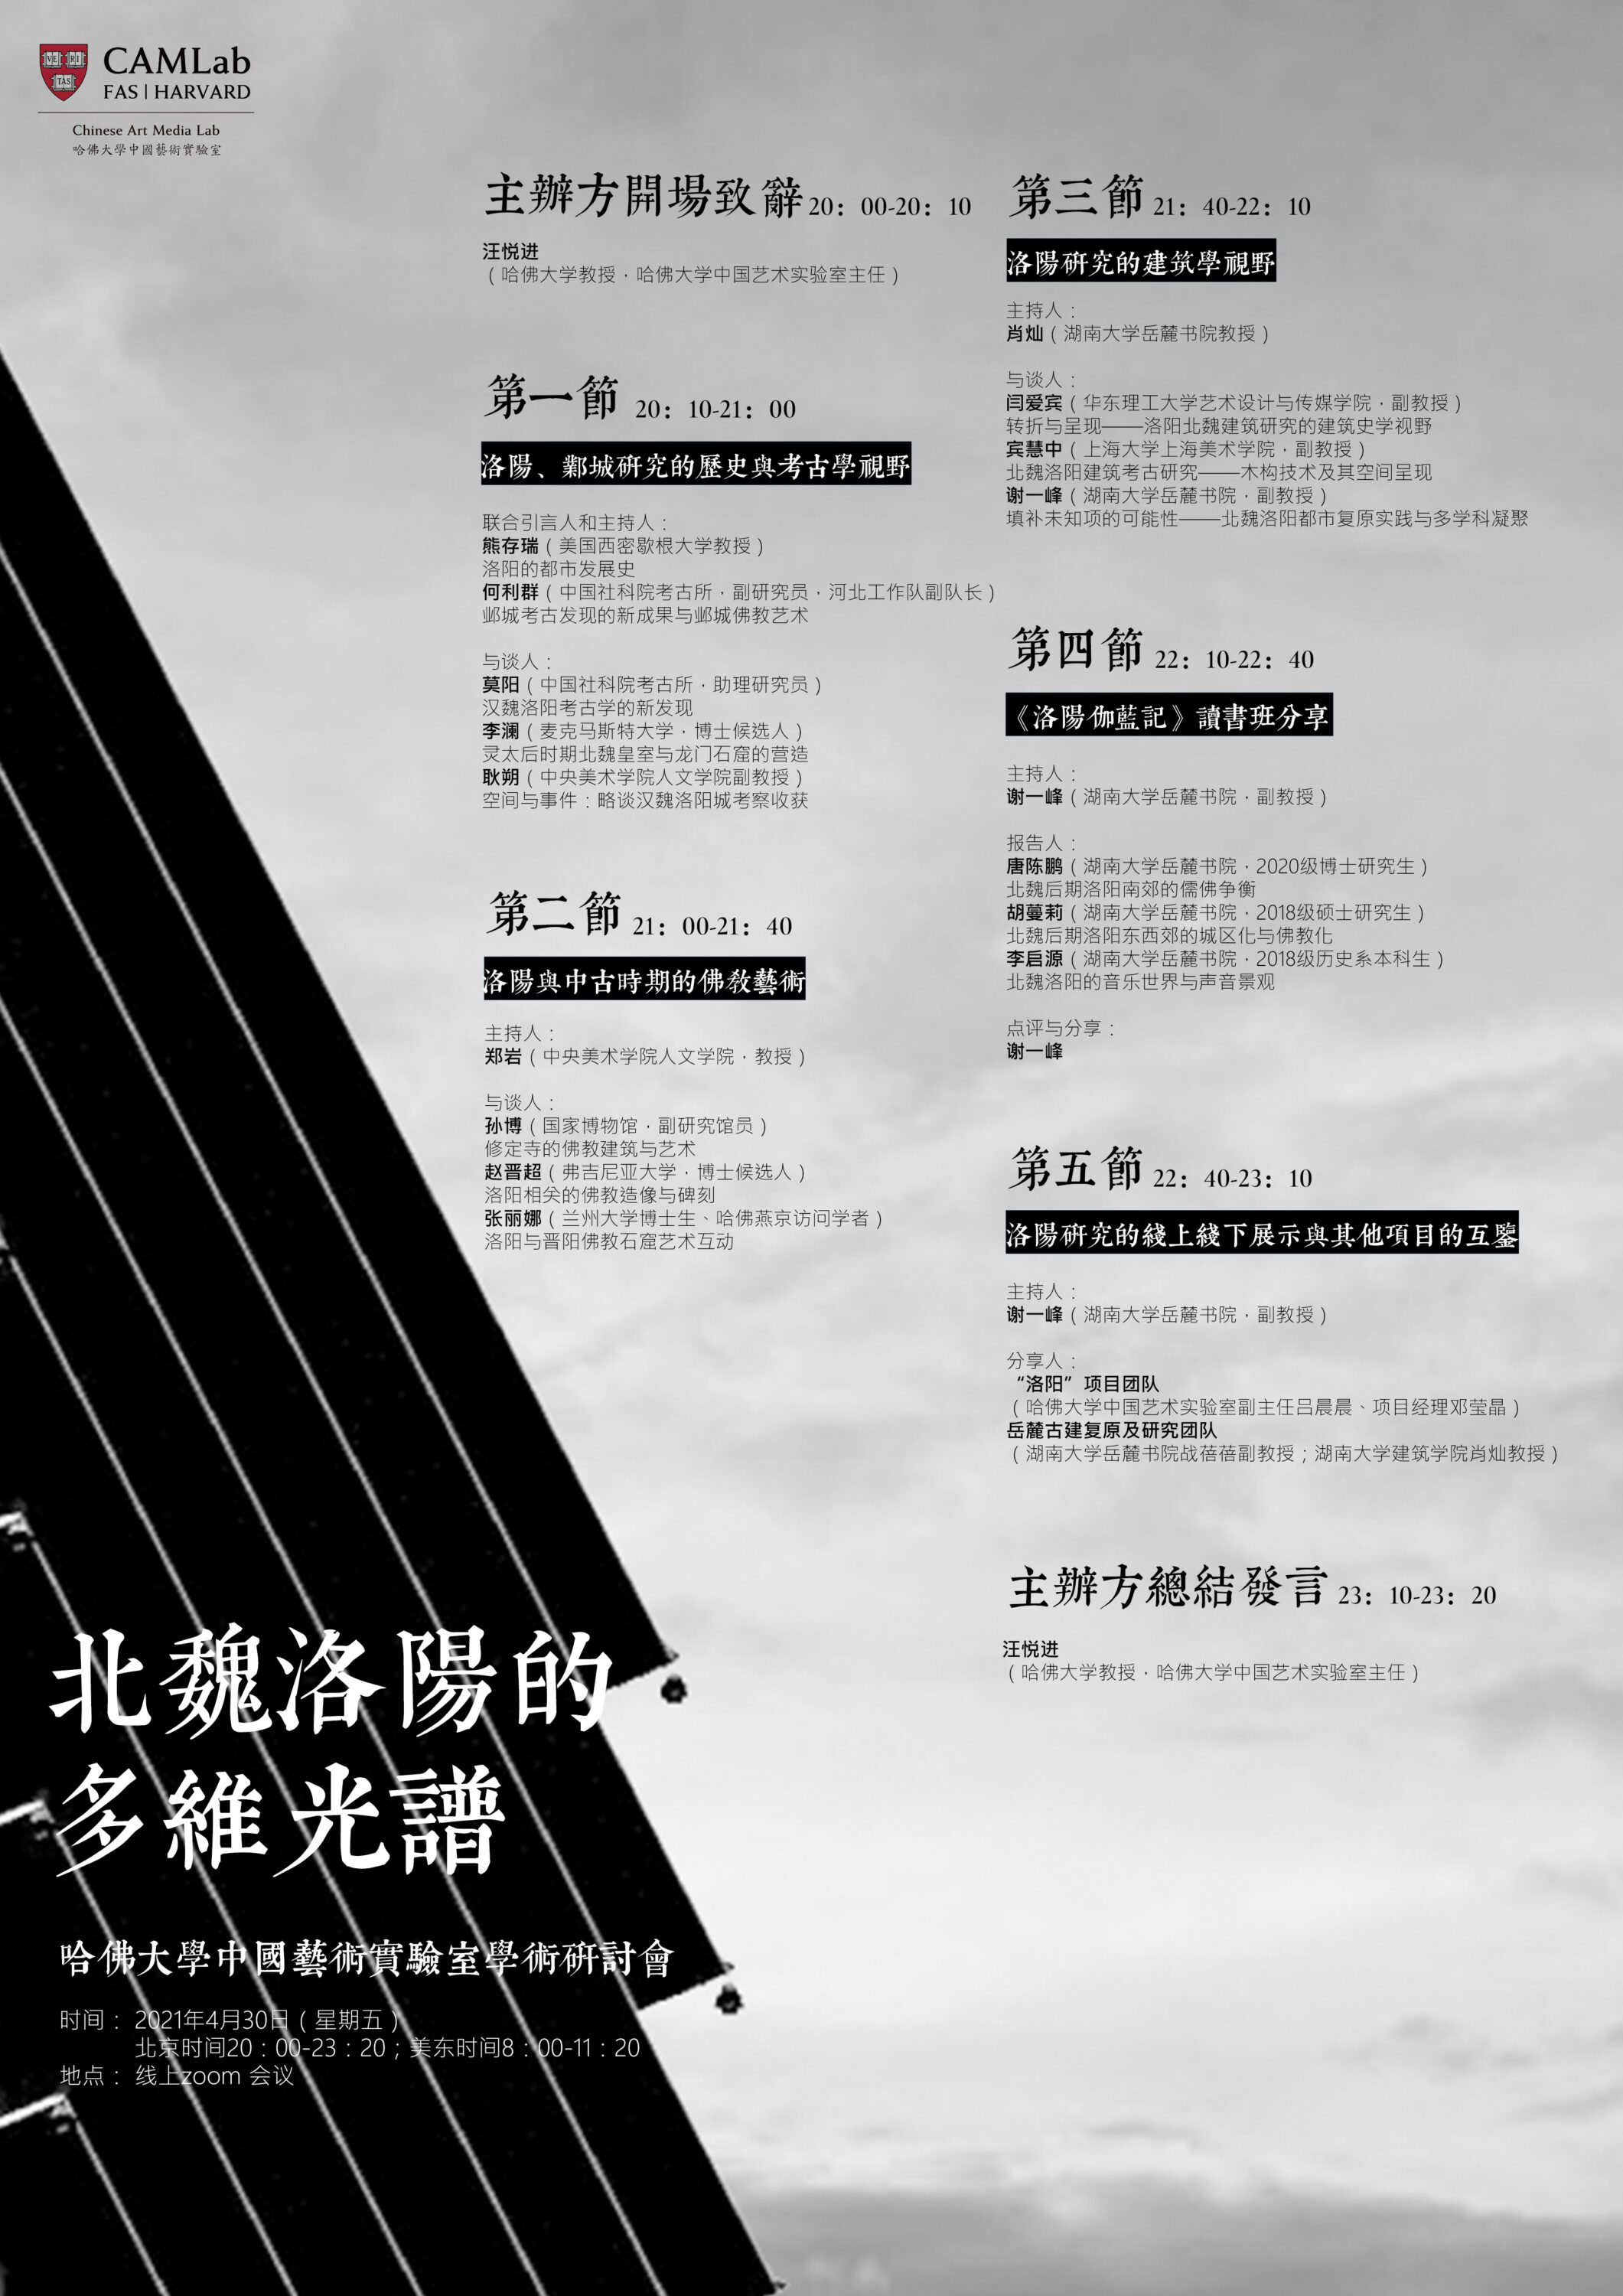 VE RI TAS
CAMLab
FAS | HARVARD
Chinese Art Media Lab
哈佛大學中國藝術實驗室
主辦方開場致辭 20：00-20：10
汪悦进
（哈佛大学教授·哈佛大学中国艺术实验室主任）
第一節 20：10-21：00
洛陽、鄴城研究的歷史與考古學視野
联合引言人和主持人：
熊存瑞（美国西密歇根大学教授）
洛阳的都市发展史
何利群（中国社科院考古所·副研究员·河北工作队副队长）
邺城考古发现的新成果与邺城佛教艺术
与谈人：
莫阳（中国社科院考古所·助理研究员）
汉魏洛阳考古学的新发现
李澜（麦克马斯特大学·博士候选人）
灵太后时期北魏皇室与龙门石窟的营造
耿朔（中央美术学院人文学院副教授）
空间与事件：略谈汉魏洛阳城考察收获
第二節 21：00-21：40
洛陽與中古時期的佛教藝術
主持人：
郑岩（中央美术学院人文学院·教授）
与谈人：
孙博（国家博物馆·副研究馆员）
修定寺的佛教建筑与艺术
赵晋超（弗吉尼亚大学·博士候选人）
洛阳相关的佛教造像与碑刻
张丽娜（兰州大学博士生、哈佛燕京访问学者）
洛阳与晋阳佛教石窟艺术互动
第三節 21：40-22：10
洛陽研究的建筑學視野
主持人：
肖灿（湖南大学岳麓书院教授）
与谈人：
闫爱宾（华东理工大学艺术设计与传媒学院·副教授）
转折与呈现——洛阳北魏建筑研究的建筑史学视野
宾慧中（上海大学上海美术学院·副教授）
北魏洛阳建筑考古研究——木构技术及其空间呈现
谢一峰（湖南大学岳麓书院·副教授）
填补未知项的可能性——北魏洛阳都市复原实践与多学科凝聚
第四節 22：10-22：40
《洛陽伽藍記》讀書班分享
主持人：
谢一峰（湖南大学岳麓书院·副教授）
报告人：
唐陈鹏（湖南大学岳麓书院·2020级博士研究生）
北魏后期洛阳南郊的儒佛争衡
胡蔓莉（湖南大学岳麓书院·2018级硕士研究生）
北魏后期洛阳东西郊的城区化与佛教化
李启源（湖南大学岳麓书院·2018级历史系本科生）
北魏洛阳的音乐世界与声音景观
点评与分享：
谢一峰
第五節 22：40-23：10
洛陽研究的綫上綫下展示與其他項目的互鑒
主持人：
谢一峰（湖南大学岳麓书院·副教授）
分享人：
“洛阳”项目团队
（哈佛大学中国艺术实验室副主任吕晨晨、项目经理邓莹晶）
岳麓古建复原及研究团队
（湖南大学岳麓书院战蓓蓓副教授；湖南大学建筑学院肖灿教授）
主辦方總結發言 23：10-23：20
汪悦进
（哈佛大学教授·哈佛大学中国艺术实验室主任）
北魏洛陽的
多維光譜
哈佛大學中國藝術實驗室學術研討會
时间：2021年4月30日（星期五）
北京时间20：00-23：20；美东时间8：00-11：20
地点：线上zoom 会议